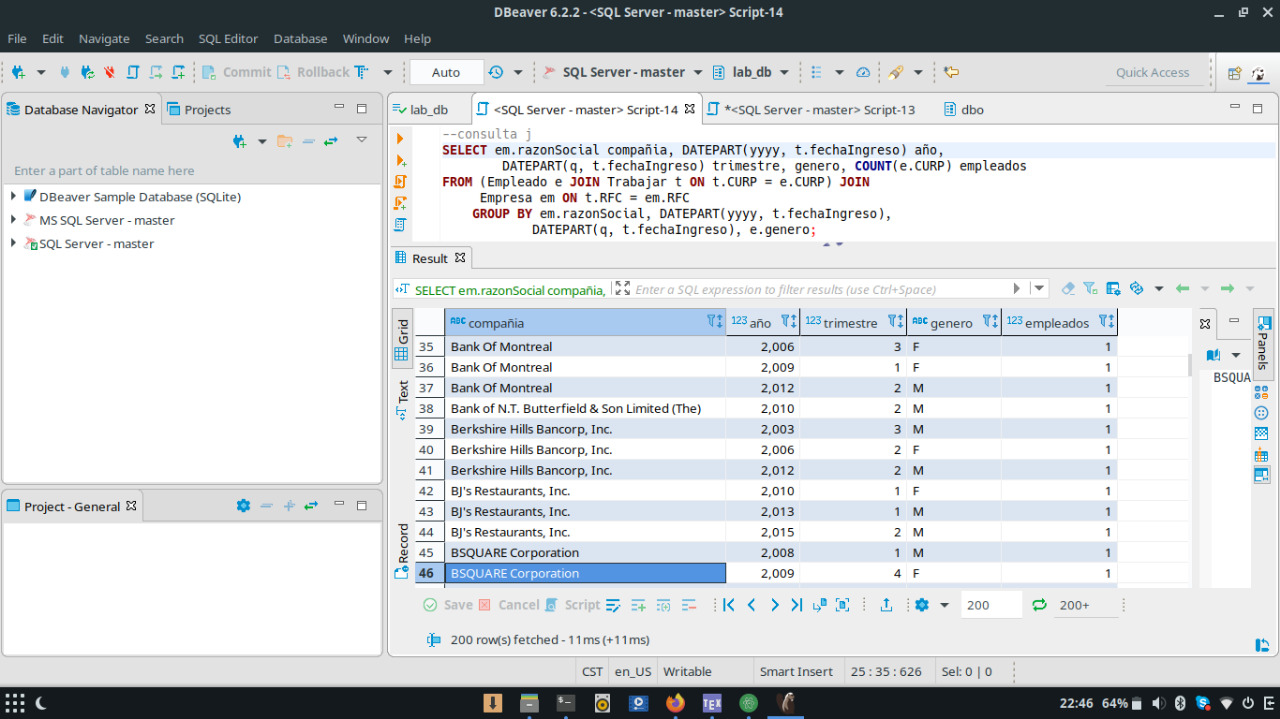 DBeaver 6.2.2 - <SQL Server - master> Script-14
File Edit Navigate Search SQL Editor Database Window Help
Commit Rollback Auto SQL Server - master lab_db Quick Access
Database Navigator Projects
Enter a part of table name here
DBeaver Sample Database (SQLite)
MS SQL Server - master
SQL Server - master
Project - General
lab_db <SQL Server - master> Script-14 *<SQL Server - master> Script-13 dbo
--consulta j
SELECT em.razonSocial compañia, DATEPART(yyyy, t.fechaIngreso) año,
DATEPART(q, t.fechaIngreso) trimestre, genero, COUNT(e.CURP) empleados
FROM (Empleado e JOIN Trabajar t ON t.CURP = e.CURP) JOIN
Empresa em ON t.RFC = em.RFC
GROUP BY em.razonSocial, DATEPART(yyyy, t.fechaIngreso),
DATEPART(q, t.fechaIngreso), e.genero;
Result
SELECT em.razonSocial compañia, Enter a SQL expression to filter results (use Ctrl+Space)
Grid
Text
Record
ABC compañia 123 año 123 trimestre ABC genero 123 empleados
35 Bank Of Montreal 2,006 3 F 1
36 Bank Of Montreal 2,009 1 F 1
37 Bank Of Montreal 2,012 2 M 1
38 Bank of N.T. Butterfield & Son Limited (The) 2,010 2 M 1
39 Berkshire Hills Bancorp, Inc. 2,003 3 M 1
40 Berkshire Hills Bancorp, Inc. 2,006 2 F 1
41 Berkshire Hills Bancorp, Inc. 2,012 2 M 1
42 BJ's Restaurants, Inc. 2,010 1 F 1
43 BJ's Restaurants, Inc. 2,013 1 M 1
44 BJ's Restaurants, Inc. 2,015 2 M 1
45 BSQUARE Corporation 2,008 1 M 1
46 BSQUARE Corporation 2,009 4 F 1
Panels
BSQUA
Save Cancel Script 200 200+
200 row(s) fetched - 11ms (+11ms)
CST en_US Writable Smart Insert 25 : 35 : 626 Sel: 0 | 0
TEX 22:46 64%